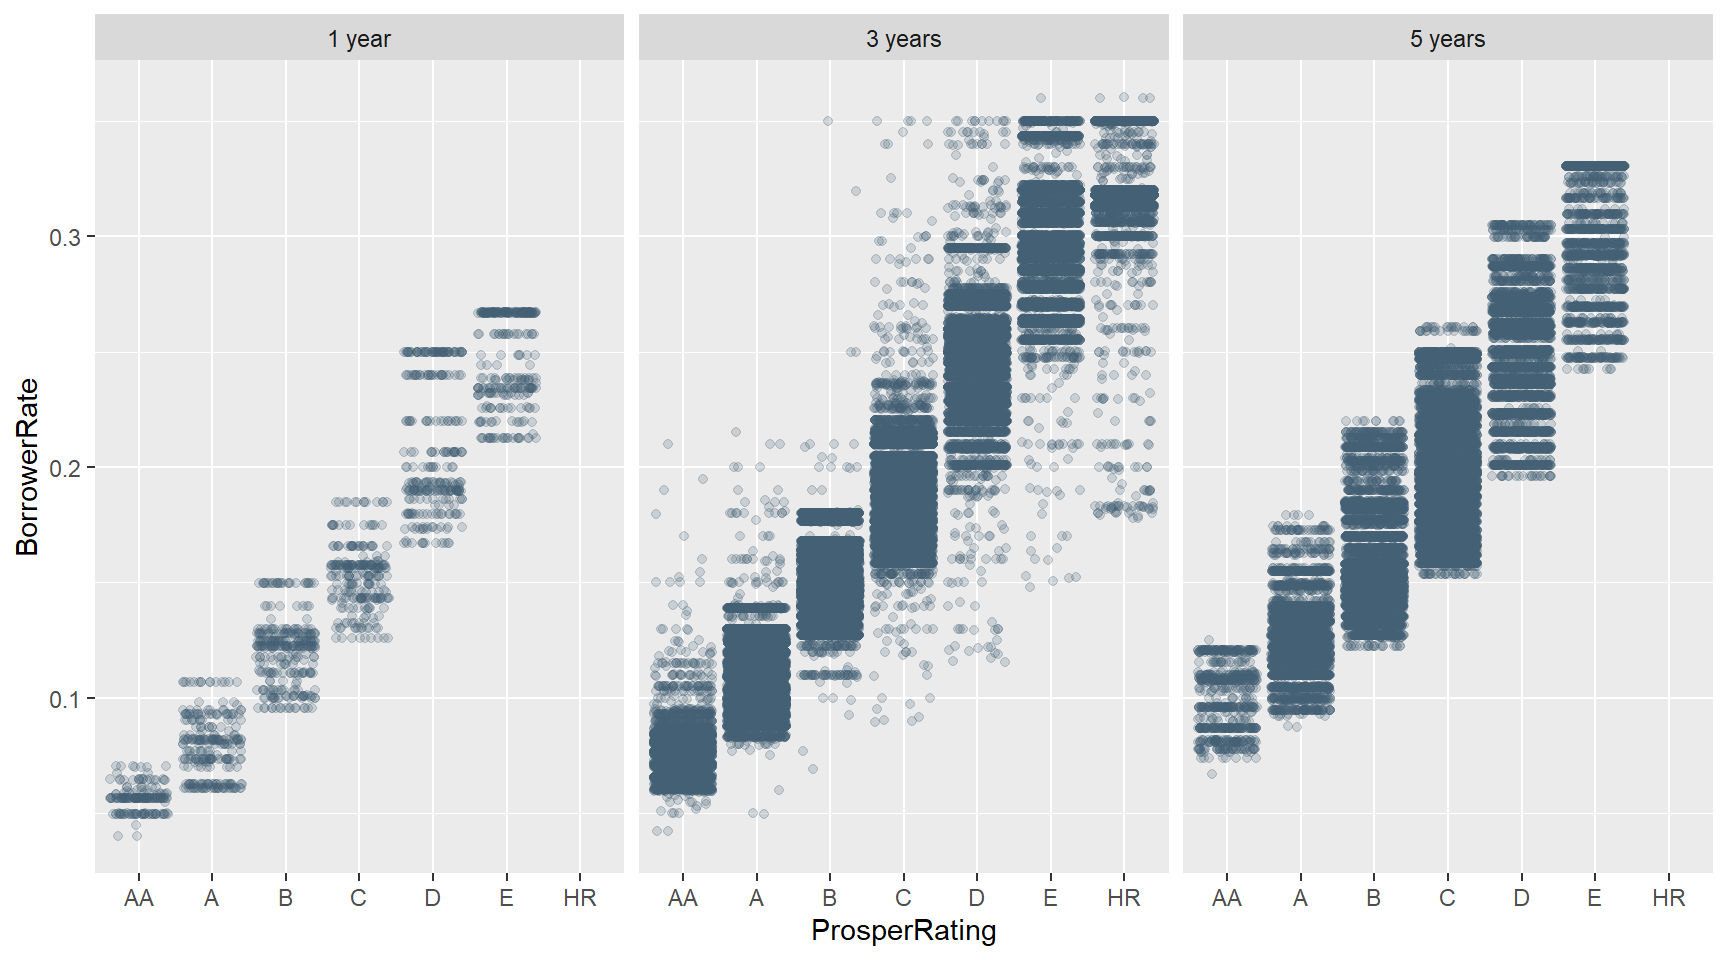 1 year
3 years
5 years
BorrowerRate
0.3
0.2
0.1
AA A B C D E HR
AA A B C D E HR
AA A B C D E HR
ProsperRating